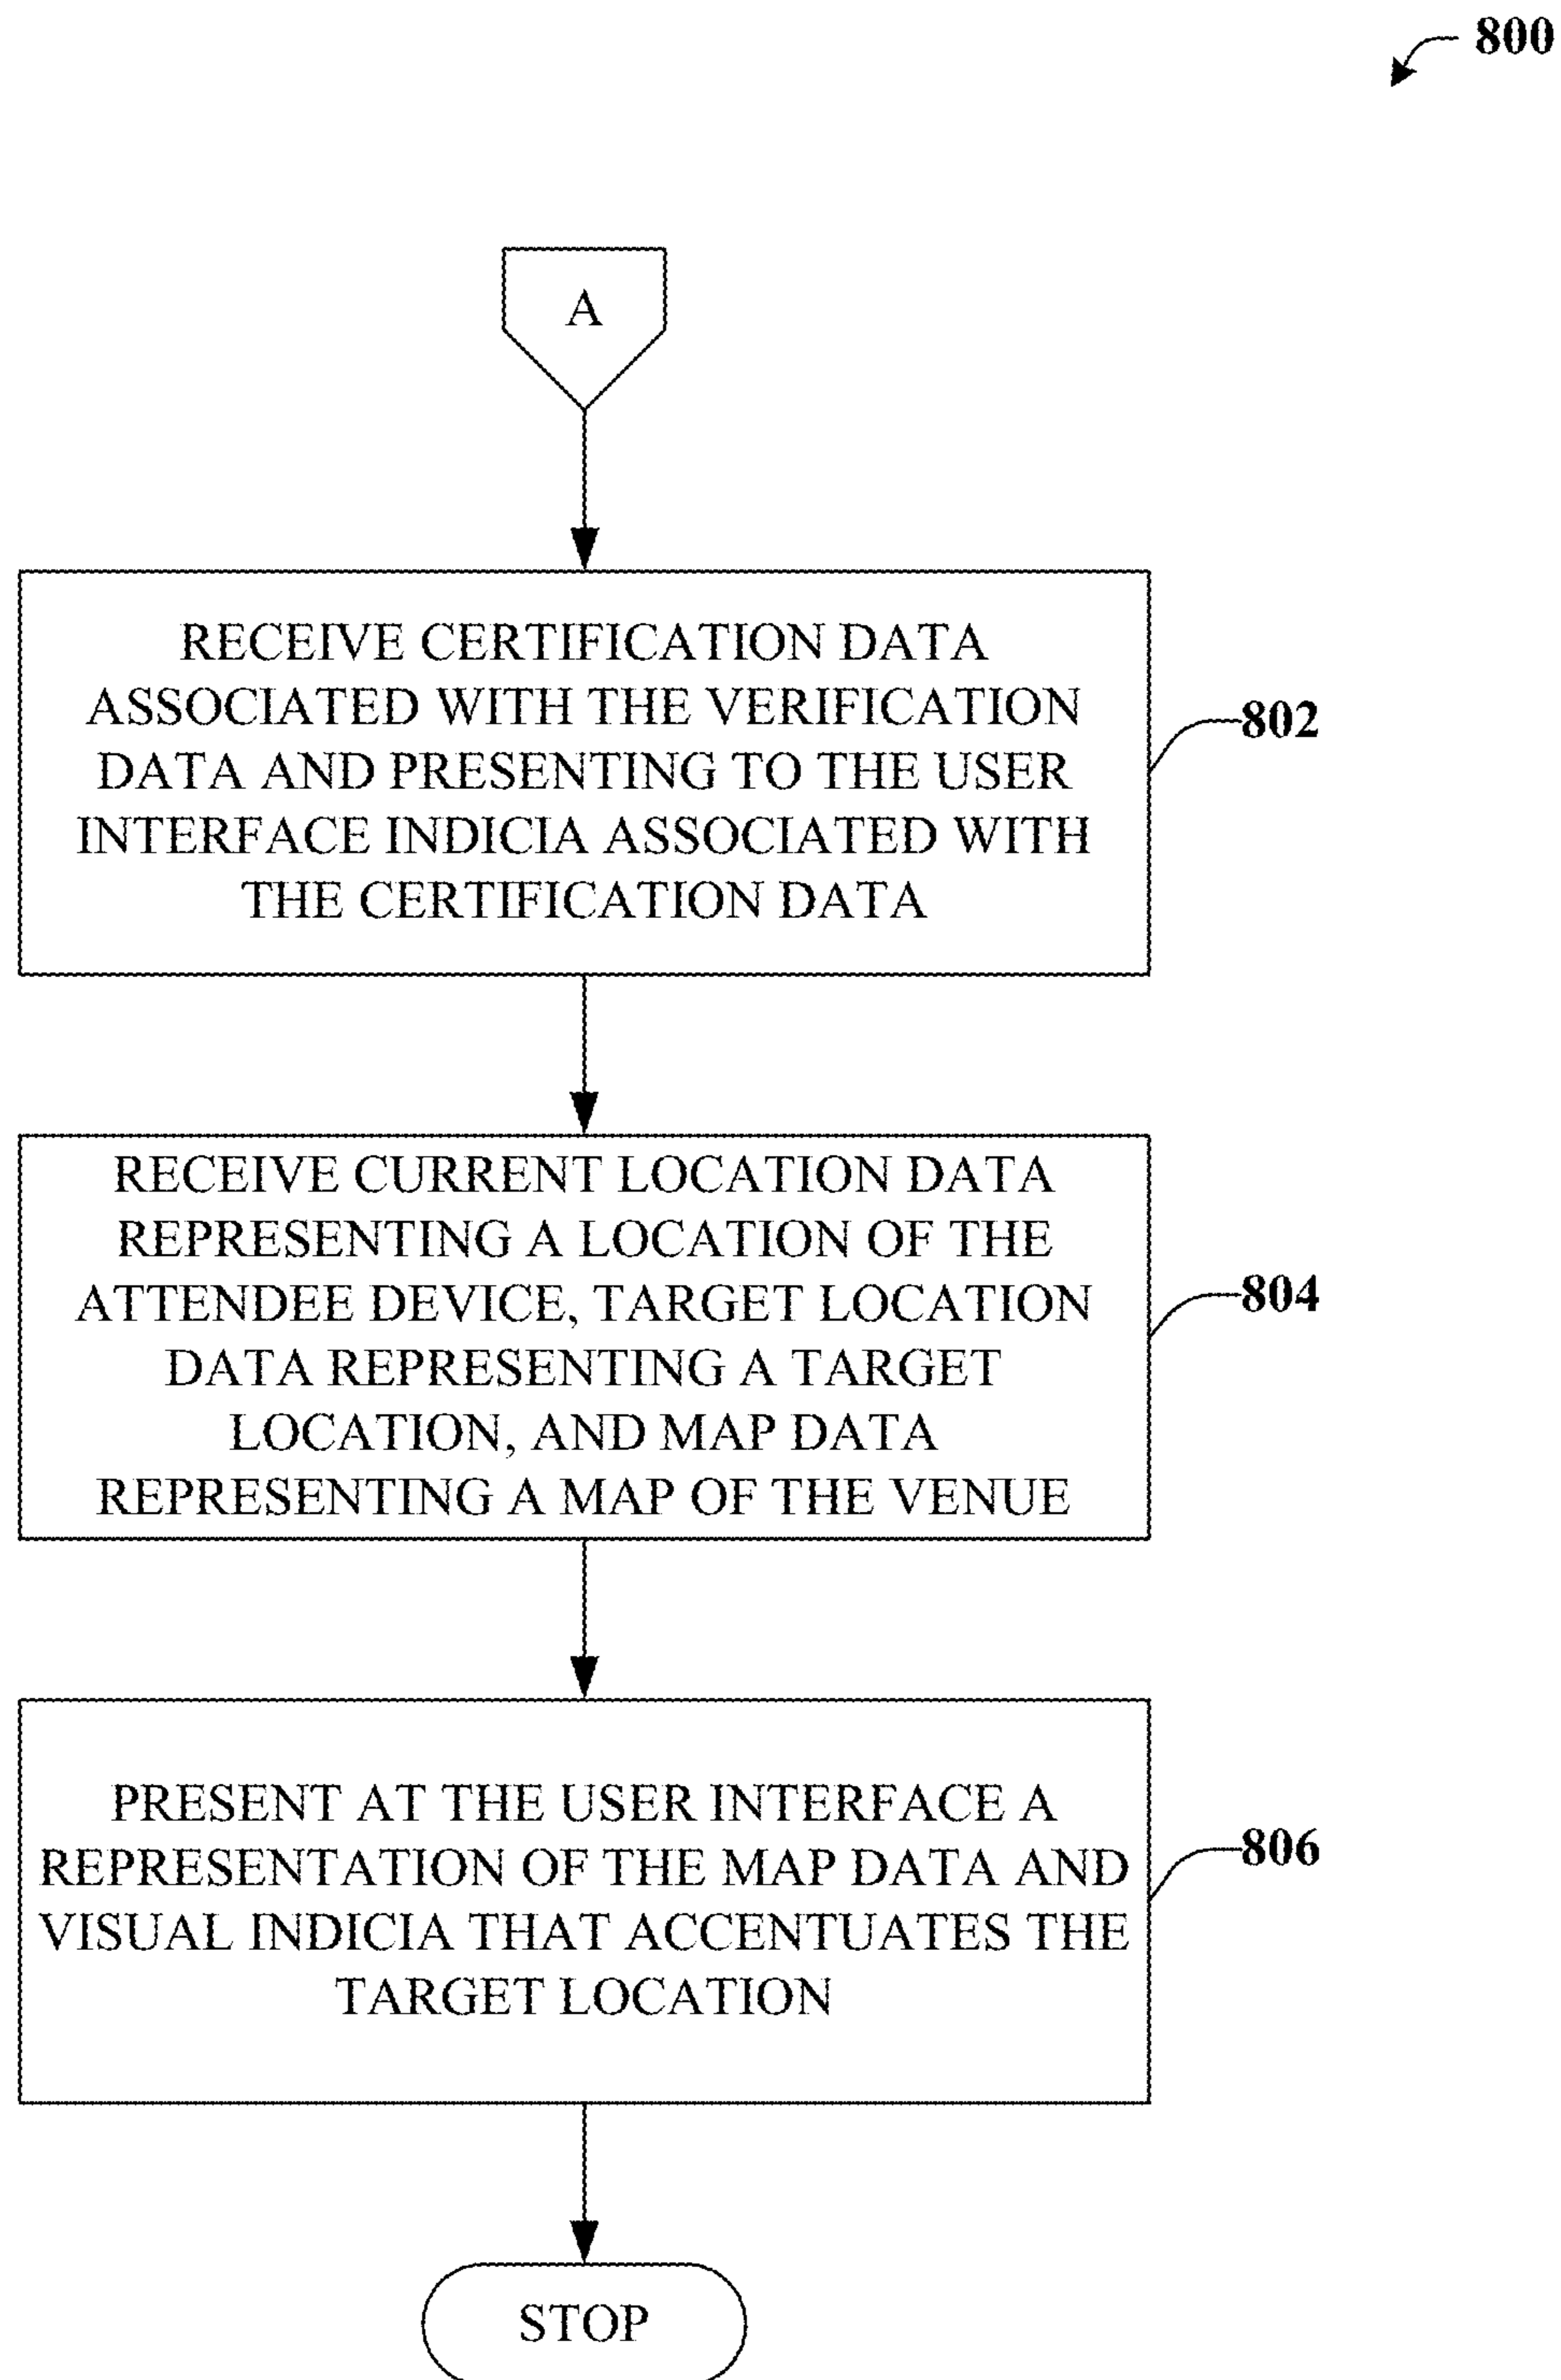 800
A
RECEIVE CERTIFICATION DATA
ASSOCIATED WITH THE VERIFICATION
DATA AND PRESENTING TO THE USER
INTERFACE INDICIA ASSOCIATED WITH
THE CERTIFICATION DATA
802
RECEIVE CURRENT LOCATION DATA
REPRESENTING A LOCATION OF THE
ATTENDEE DEVICE, TARGET LOCATION
DATA REPRESENTING A TARGET
LOCATION, AND MAP DATA
REPRESENTING A MAP OF THE VENUE
804
PRESENT AT THE USER INTERFACE A
REPRESENTATION OF THE MAP DATA AND
VISUAL INDICIA THAT ACCENTUATES THE
TARGET LOCATION
806
STOP